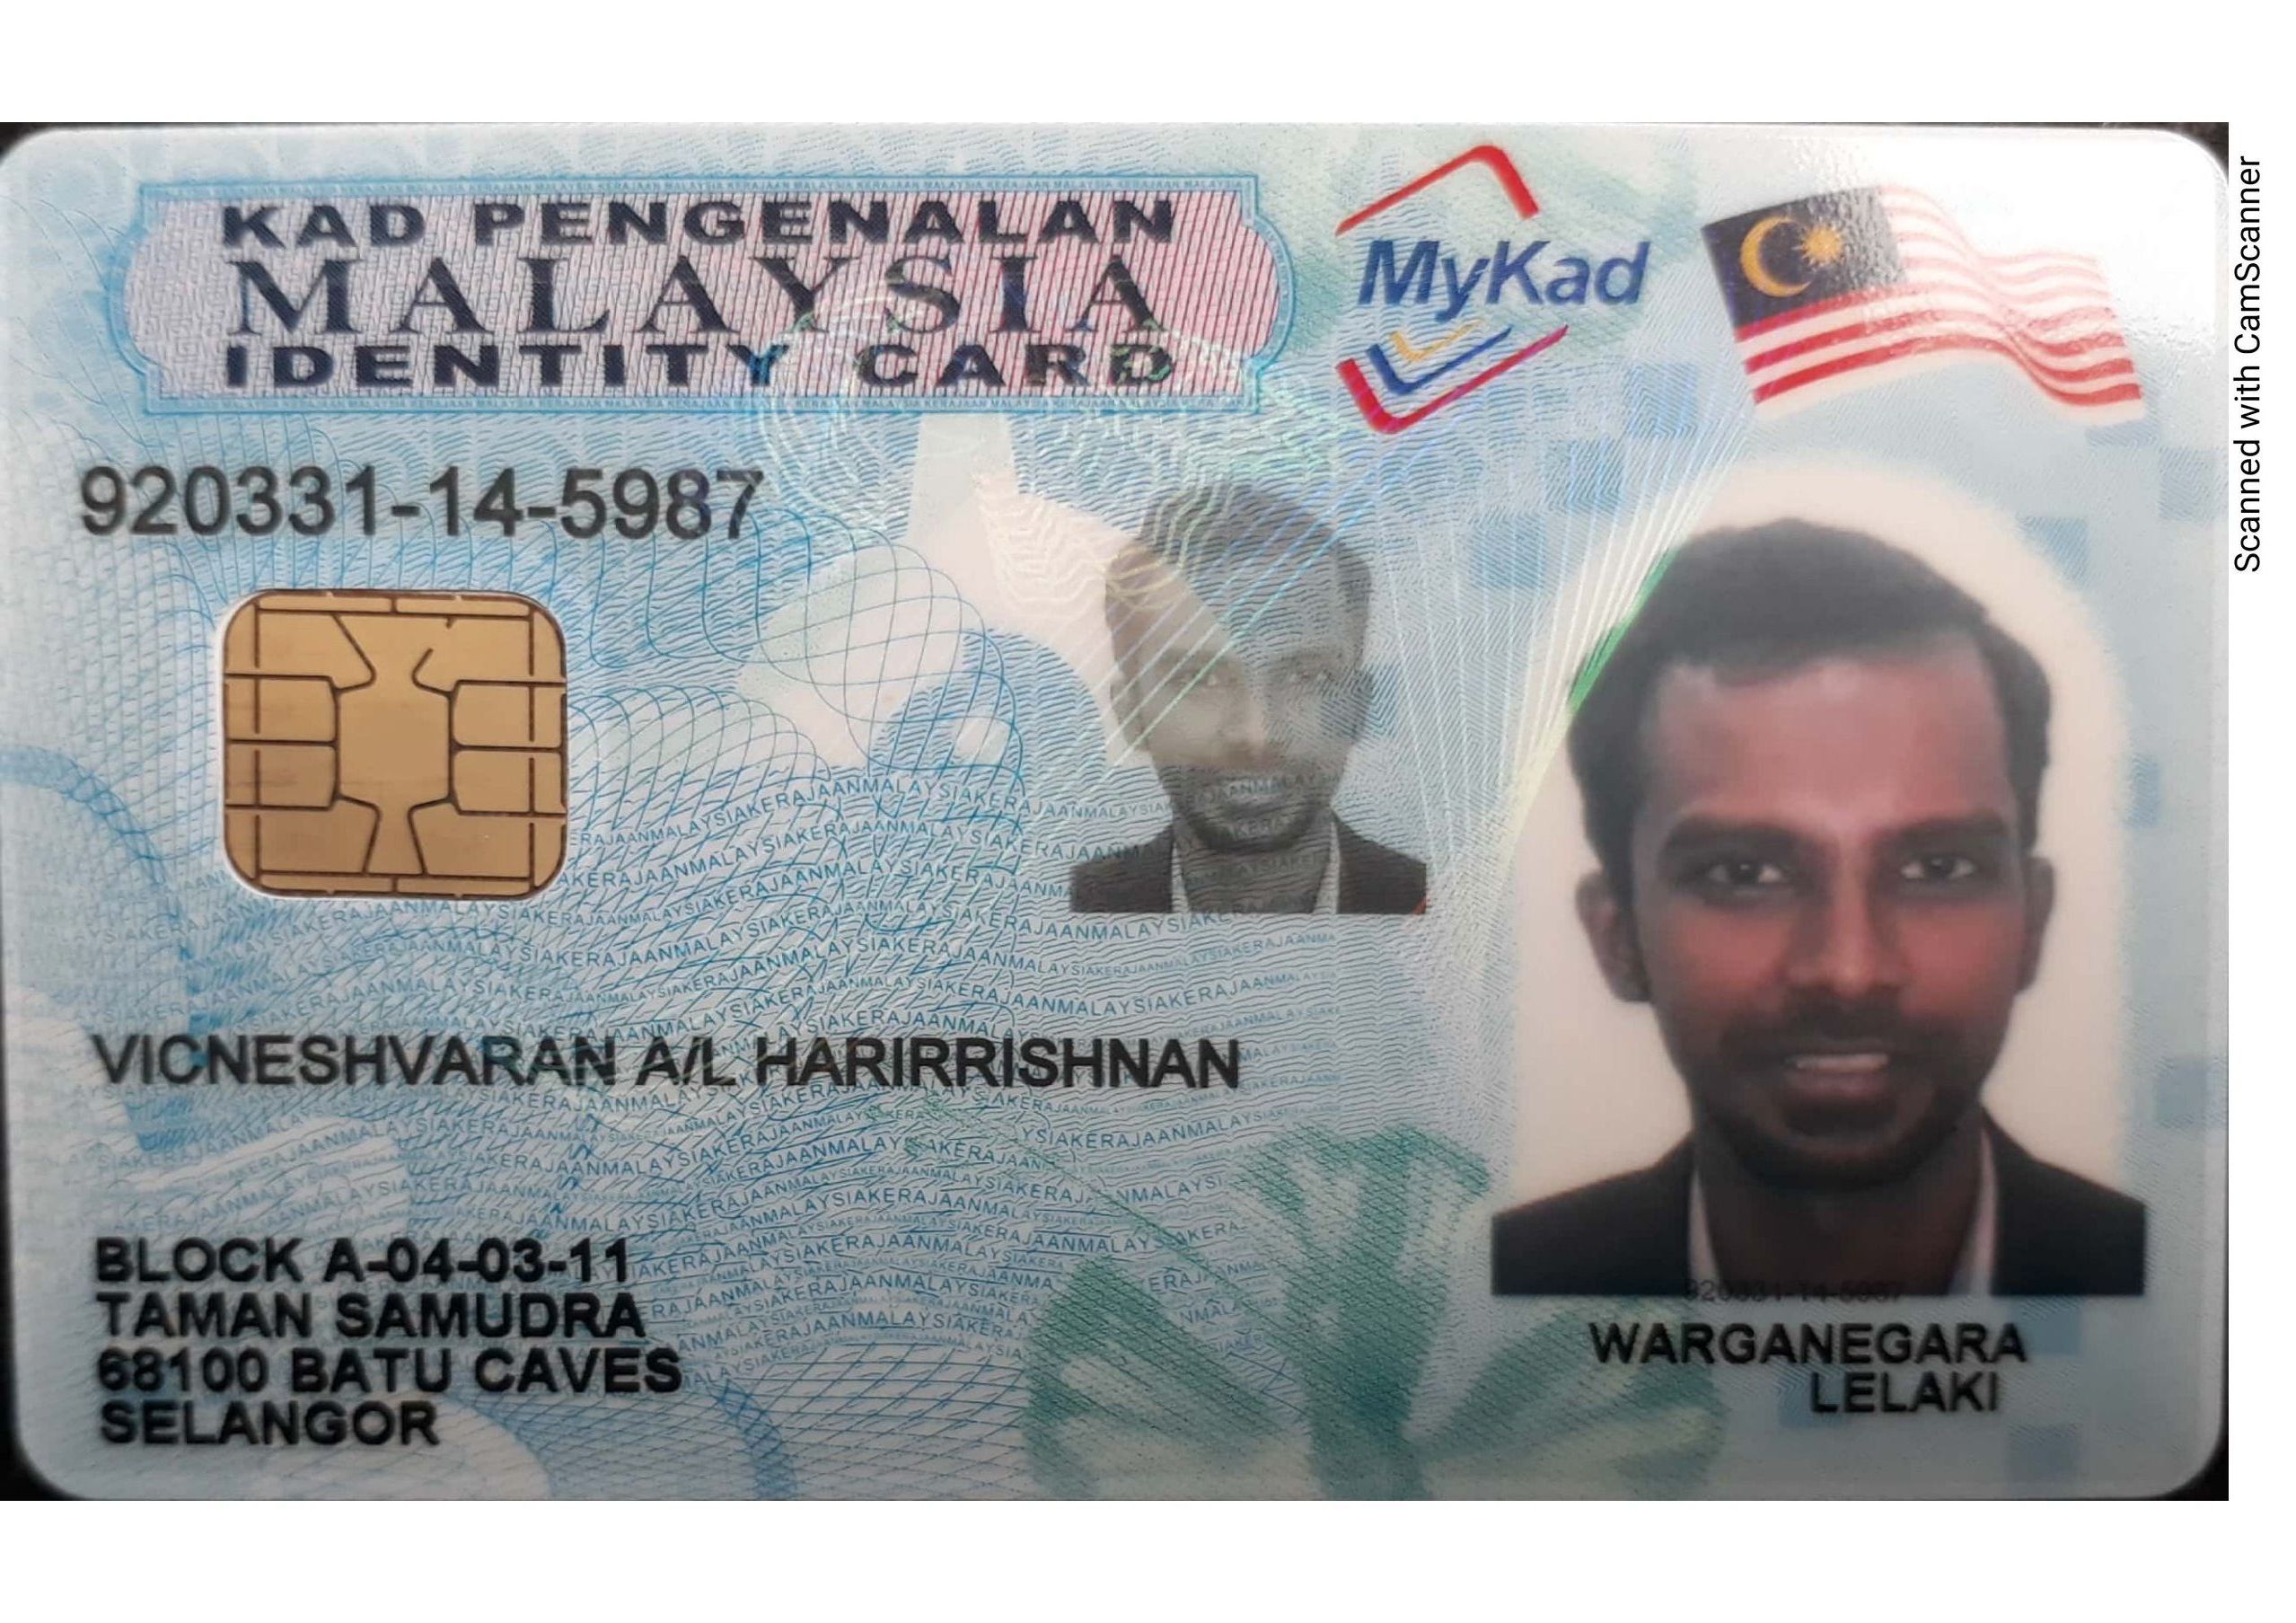 KAD PENGENALAN
MALAYSIA
IDENTITY CARD
MyKad
920331-14-5987
VICNESHVARAN A/L HARIRRISHNAN
BLOCK A-04-03-11
TAMAN SAMUDRA
68100 BATU CAVES
SELANGOR
920331-14-5987
WARGANEGARA
LELAKI
Scanned with CamScanner